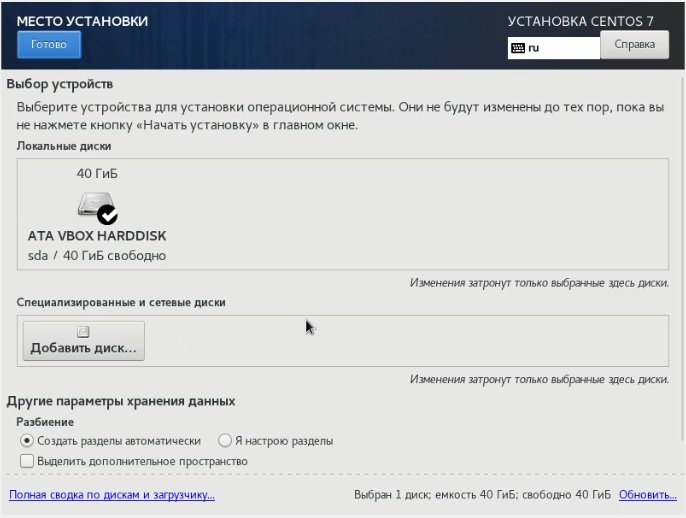 МЕСТО УСТАНОВКИ
УСТАНОВКА CENTOS 7
Готово
ru
Справка
Выбор устройств
Выберите устройства для установки операционной системы. Они не будут изменены до тех пор, пока вы
не нажмете кнопку «Начать установку» в главном окне.
Локальные диски
40 ГиБ
ATA VBOX HARDDISK
sda / 40 ГиБ свободно
Изменения затронут только выбранные здесь диски.
Специализированные и сетевые диски
Добавить диск...
Изменения затронут только выбранные здесь диски.
Другие параметры хранения данных
Разбиение
Создать разделы автоматически
Я настрою разделы
Выделить дополнительное пространство
Полная сводка по дискам и загрузчику...
Выбран 1 диск; емкость 40 ГиБ; свободно 40 ГиБ
Обновить...